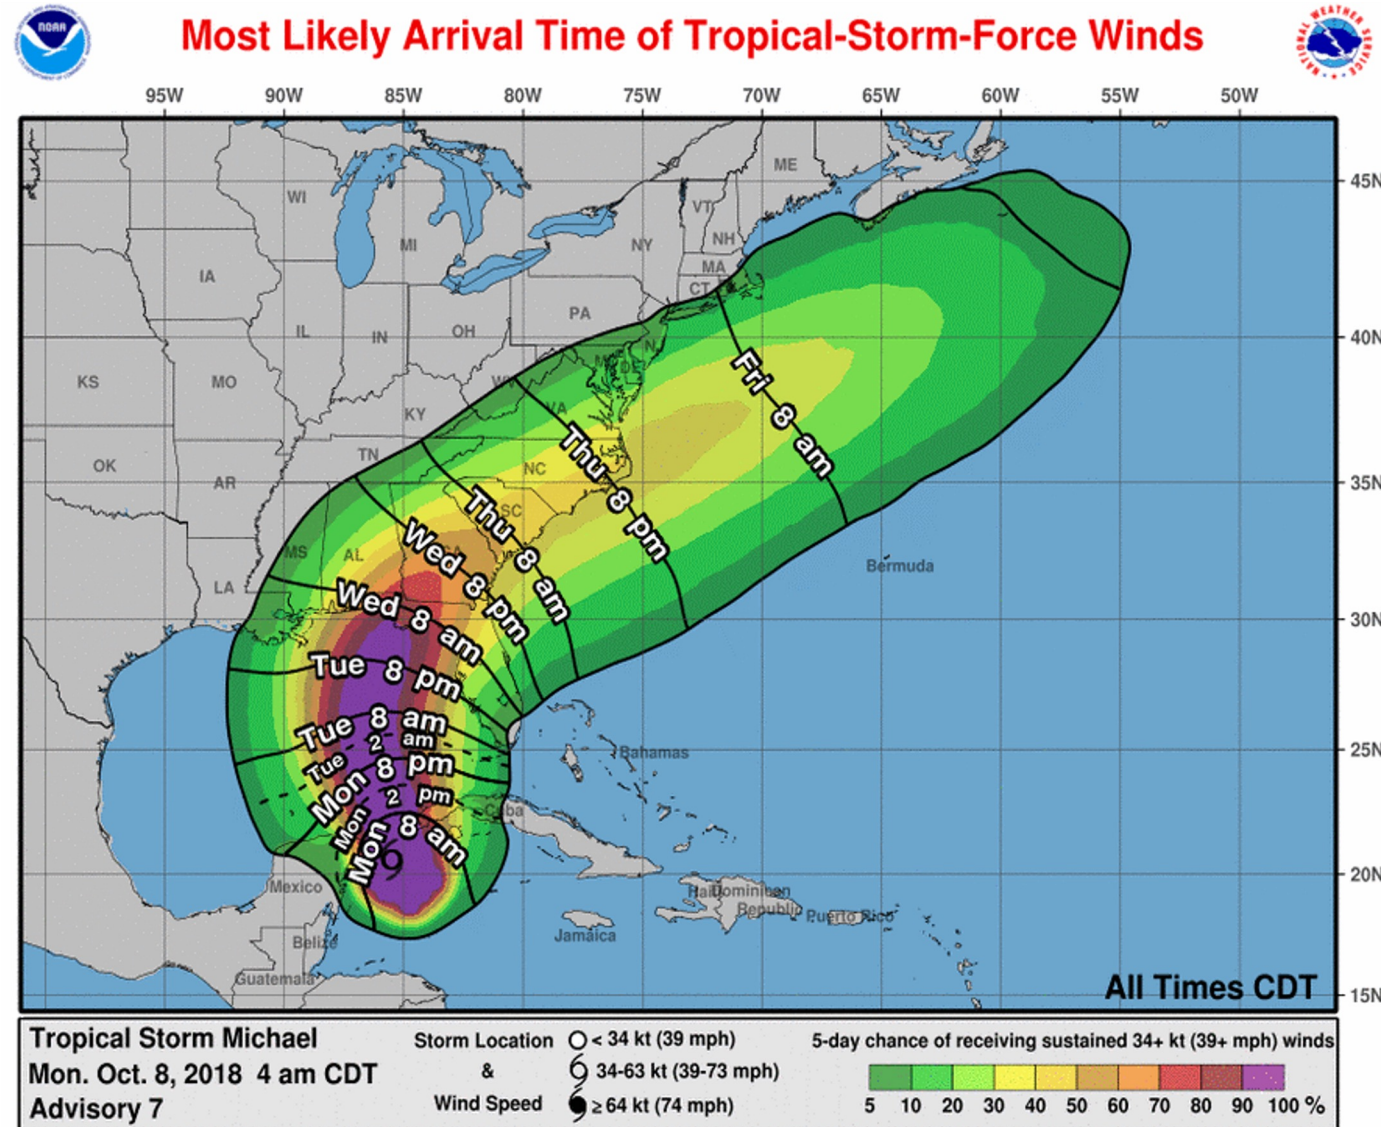 NOAA
Most Likely Arrival Time of Tropical-Storm-Force Winds
NATIONAL WEATHER SERVICE
95W 90W 85W 80W 75W 70W 65W 60W 55W 50W
45N
40N
35N
30N
25N
20N
15N
ME
WI
VT
MI
NY
NH
MA
IA
CT
PA
IL
IN
OH
DE
KS
MO
KY
VA
OK
TN
NC
AR
SC
MS
AL
LA
Bermuda
Fri 8 am
Thu 8 pm
Thu 8 am
Wed 8 pm
Wed 8 am
Tue 8 pm
Tue 8 am
Tue 2 am
Mon 8 pm
Mon 2 pm
Mon 8 am
Bahamas
Cuba
Mexico
Haiti
Dominican
Republic
Puerto Rico
Jamaica
Belize
Guatemala
All Times CDT
Tropical Storm Michael
Mon. Oct. 8, 2018 4 am CDT
Advisory 7
Storm Location
&
Wind Speed
< 34 kt (39 mph)
34-63 kt (39-73 mph)
≥ 64 kt (74 mph)
5-day chance of receiving sustained 34+ kt (39+ mph) winds
5 10 20 30 40 50 60 70 80 90 100 %